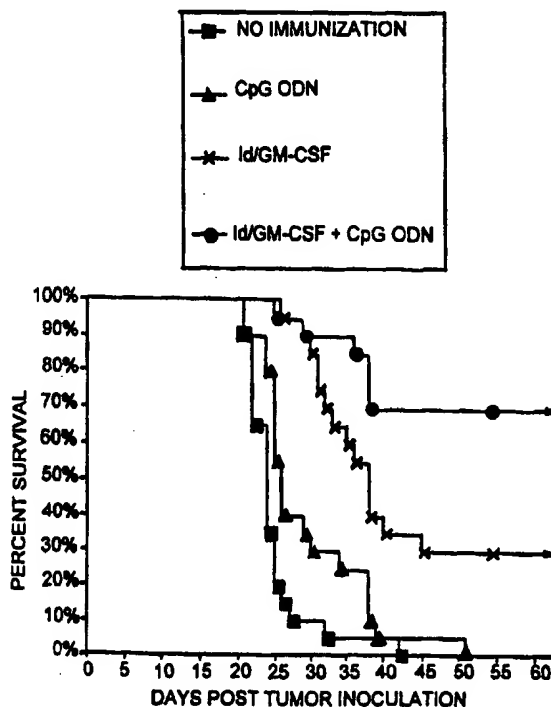 NO IMMUNIZATION
CpG ODN
Id/GM-CSF
Id/GM-CSF + CpG ODN
100%
90%
80%
70%
60%
50%
40%
30%
20%
10%
0%
PERCENT SURVIVAL
0 5 10 15 20 25 30 35 40 45 50 51 60
DAYS POST TUMOR INOCULATION